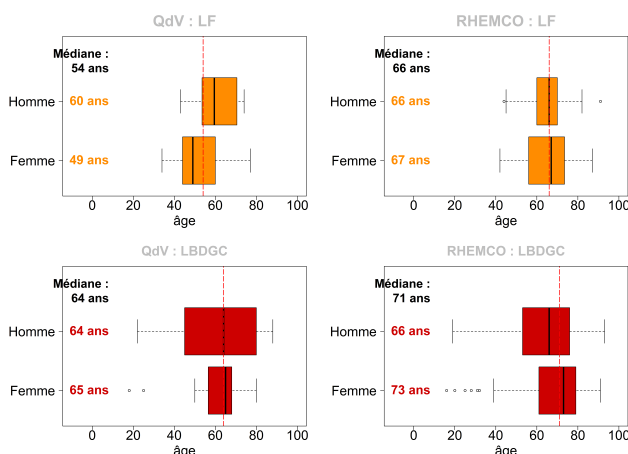 QdV : LF
Médiane :
54 ans
Homme
60 ans
Femme
49 ans
0 20 40 60 80 100
âge
RHEMCO : LF
Médiane :
66 ans
Homme
66 ans
Femme
67 ans
0 20 40 60 80 100
âge
QdV : LBDGC
Médiane :
64 ans
Homme
64 ans
Femme
65 ans
0 20 40 60 80 100
âge
RHEMCO : LBDGC
Médiane :
71 ans
Homme
66 ans
Femme
73 ans
0 20 40 60 80 100
âge